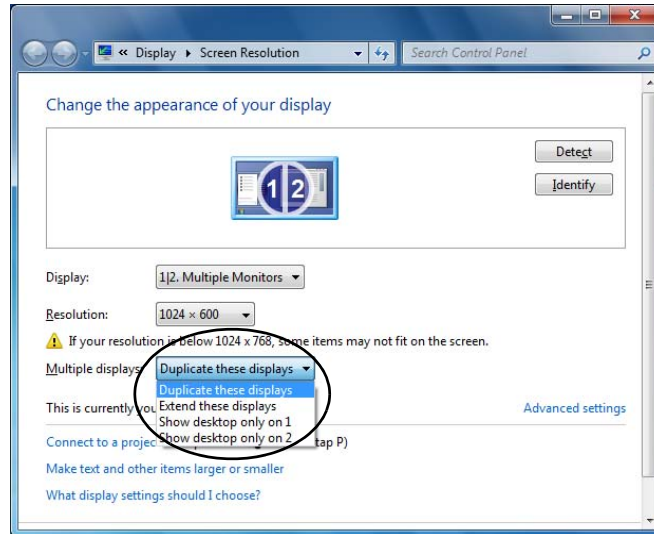 « Display ▸ Screen Resolution Search Control Panel
Change the appearance of your display
1 2
Detect
Identify
Display: 1|2. Multiple Monitors
Resolution: 1024 × 600
If your resolution is below 1024 x 768, some items may not fit on the screen.
Multiple displays: Duplicate these displays
Duplicate these displays
This is currently you
Extend these displays
Advanced settings
Show desktop only on 1
Connect to a projec
Show desktop only on 2
tap P)
Make text and other items larger or smaller
What display settings should I choose?